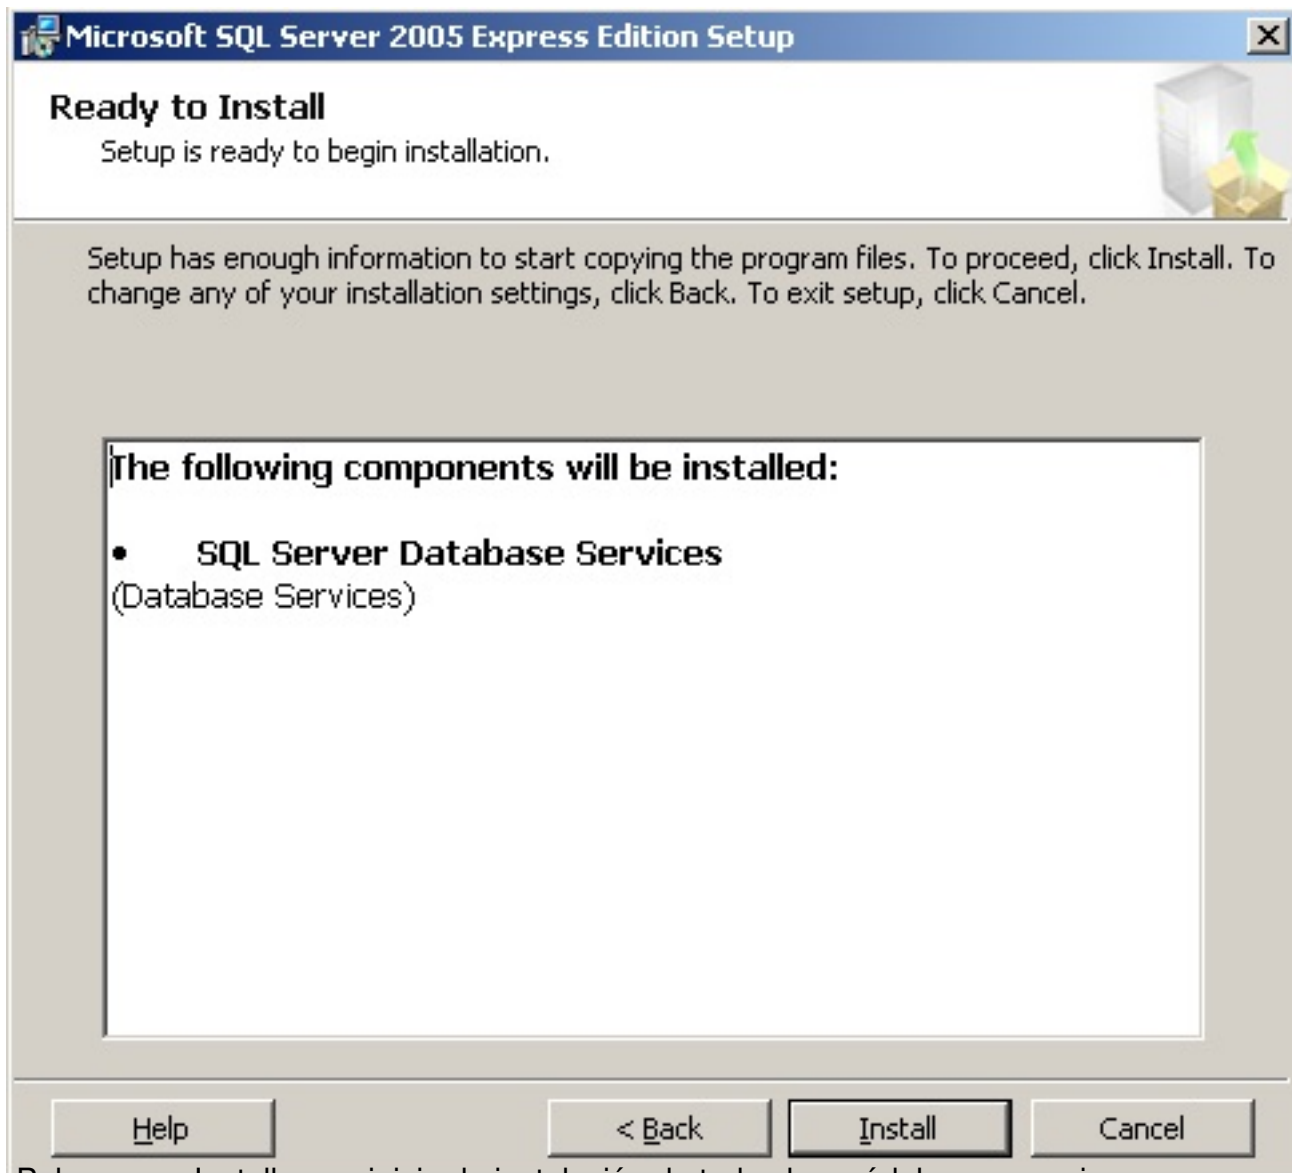 Microsoft SQL Server 2005 Express Edition Setup
Ready to Install
Setup is ready to begin installation.
Setup has enough information to start copying the program files. To proceed, click Install. To
change any of your installation settings, click Back. To exit setup, click Cancel.
The following components will be installed:
• SQL Server Database Services
(Database Services)
Help
< Back
Install
Cancel